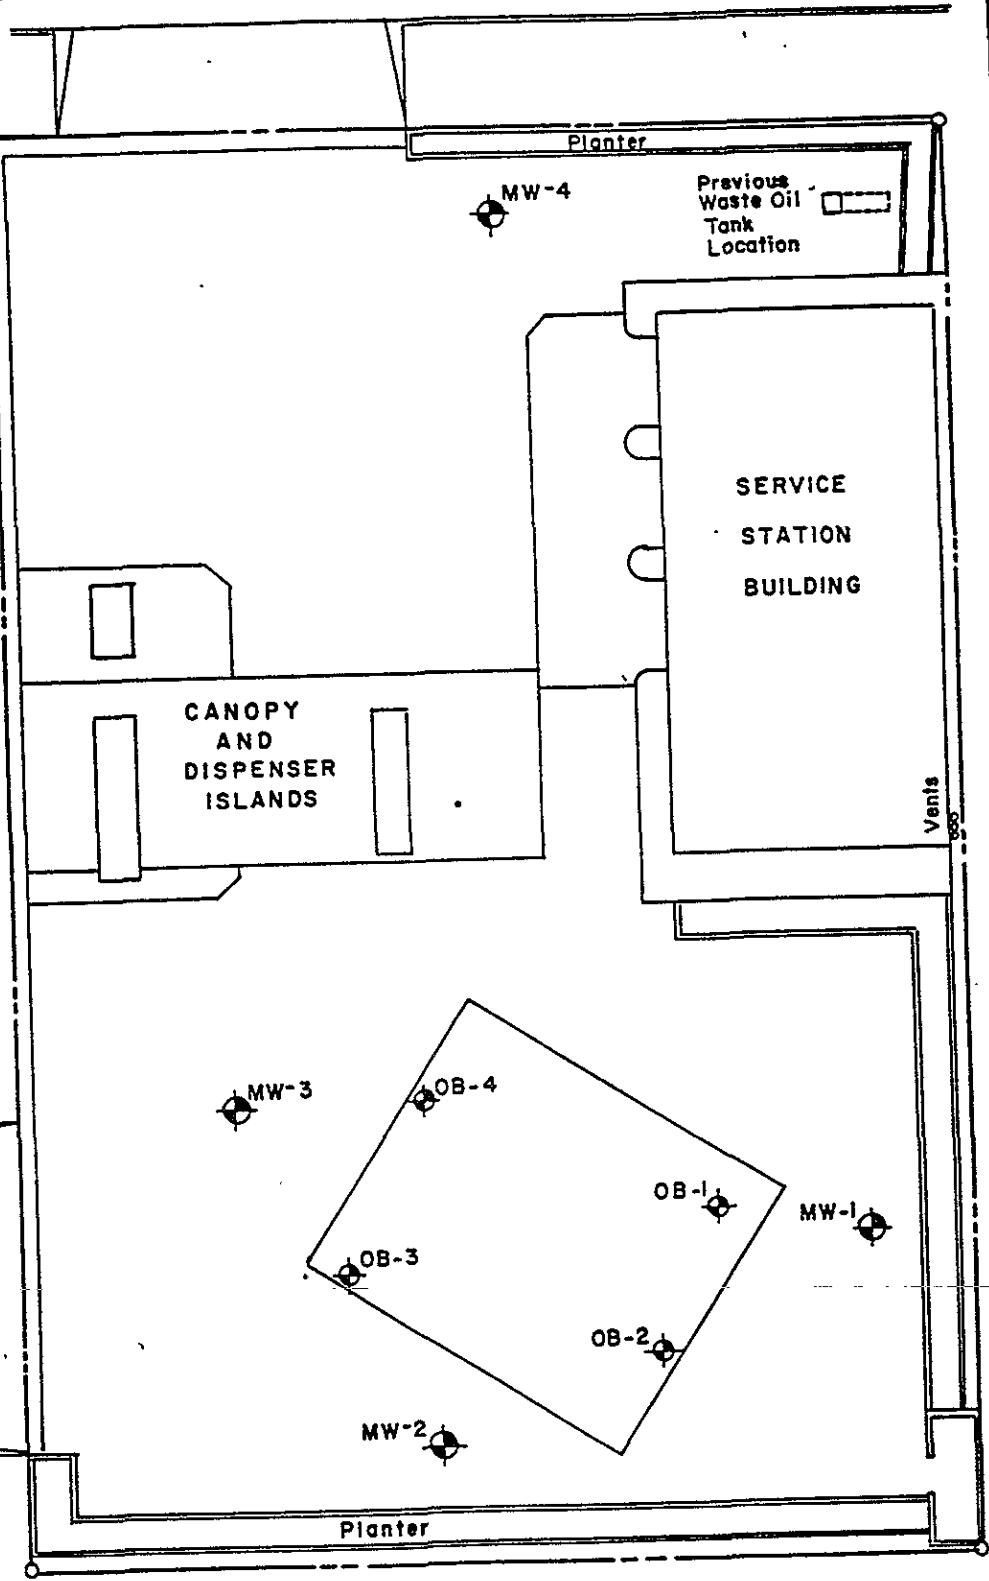 Planter
MW-4
Previous
Waste Oil
Tank
Location
SERVICE
STATION
BUILDING
CANOPY
AND
DISPENSER
ISLANDS
Vents
MW-3
OB-4
OB-1
MW-1
OB-3
OB-2
MW-2
Planter